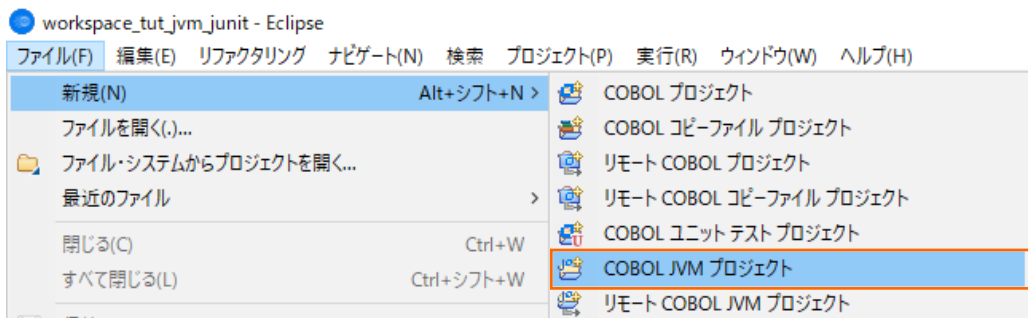 workspace_tut_jvm_junit - Eclipse
ファイル(F) 編集(E) リファクタリング ナビゲート(N) 検索 プロジェクト(P) 実行(R) ウィンドウ(W) ヘルプ(H)
新規(N) Alt+シフト+N >
ファイルを開く(.)...
ファイル・システムからプロジェクトを開く...
最近のファイル >
閉じる(C) Ctrl+W
すべて閉じる(L) Ctrl+シフト+W
COBOL プロジェクト
COBOL コピーファイル プロジェクト
リモート COBOL プロジェクト
リモート COBOL コピーファイル プロジェクト
COBOL ユニット テスト プロジェクト
COBOL JVM プロジェクト
リモート COBOL JVM プロジェクト